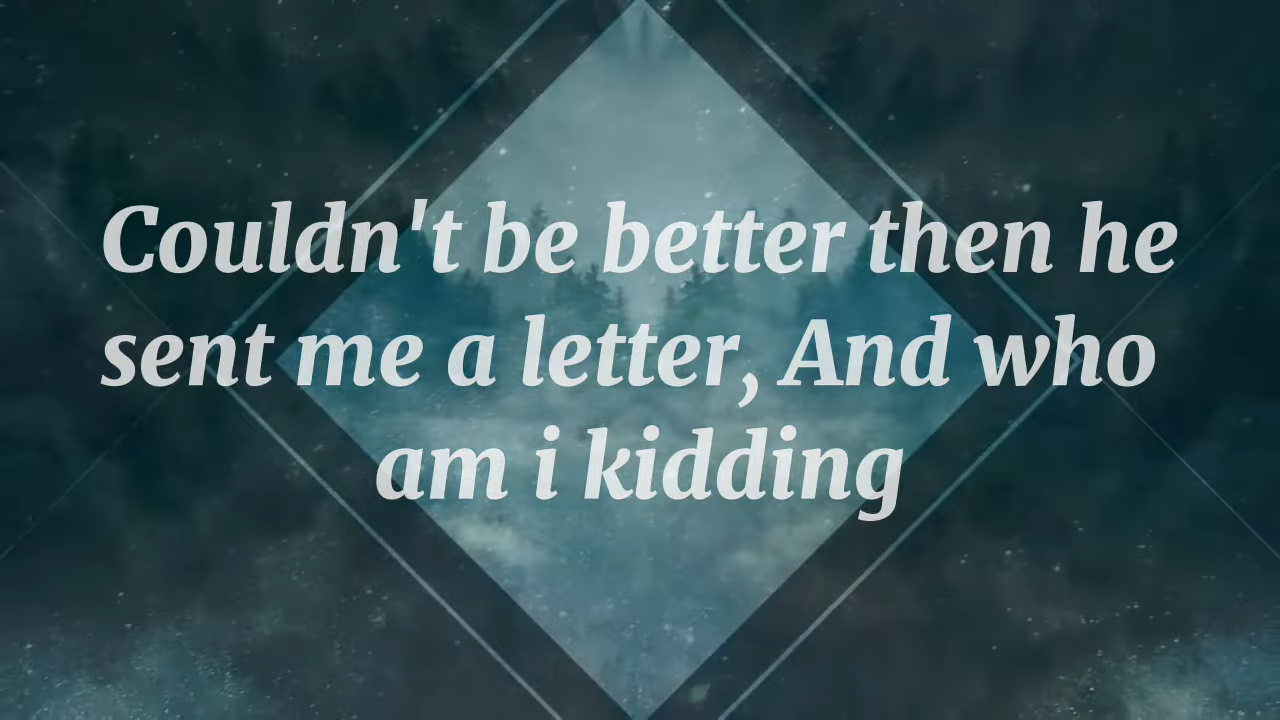 Couldn't be better then he
sent me a letter, And who
am i kidding